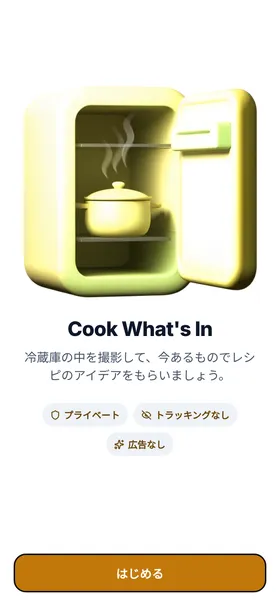 Cook What's In
冷蔵庫の中を撮影して、今あるものでレシ
ピのアイデアをもらいましょう。
プライベート
トラッキングなし
広告なし
はじめる